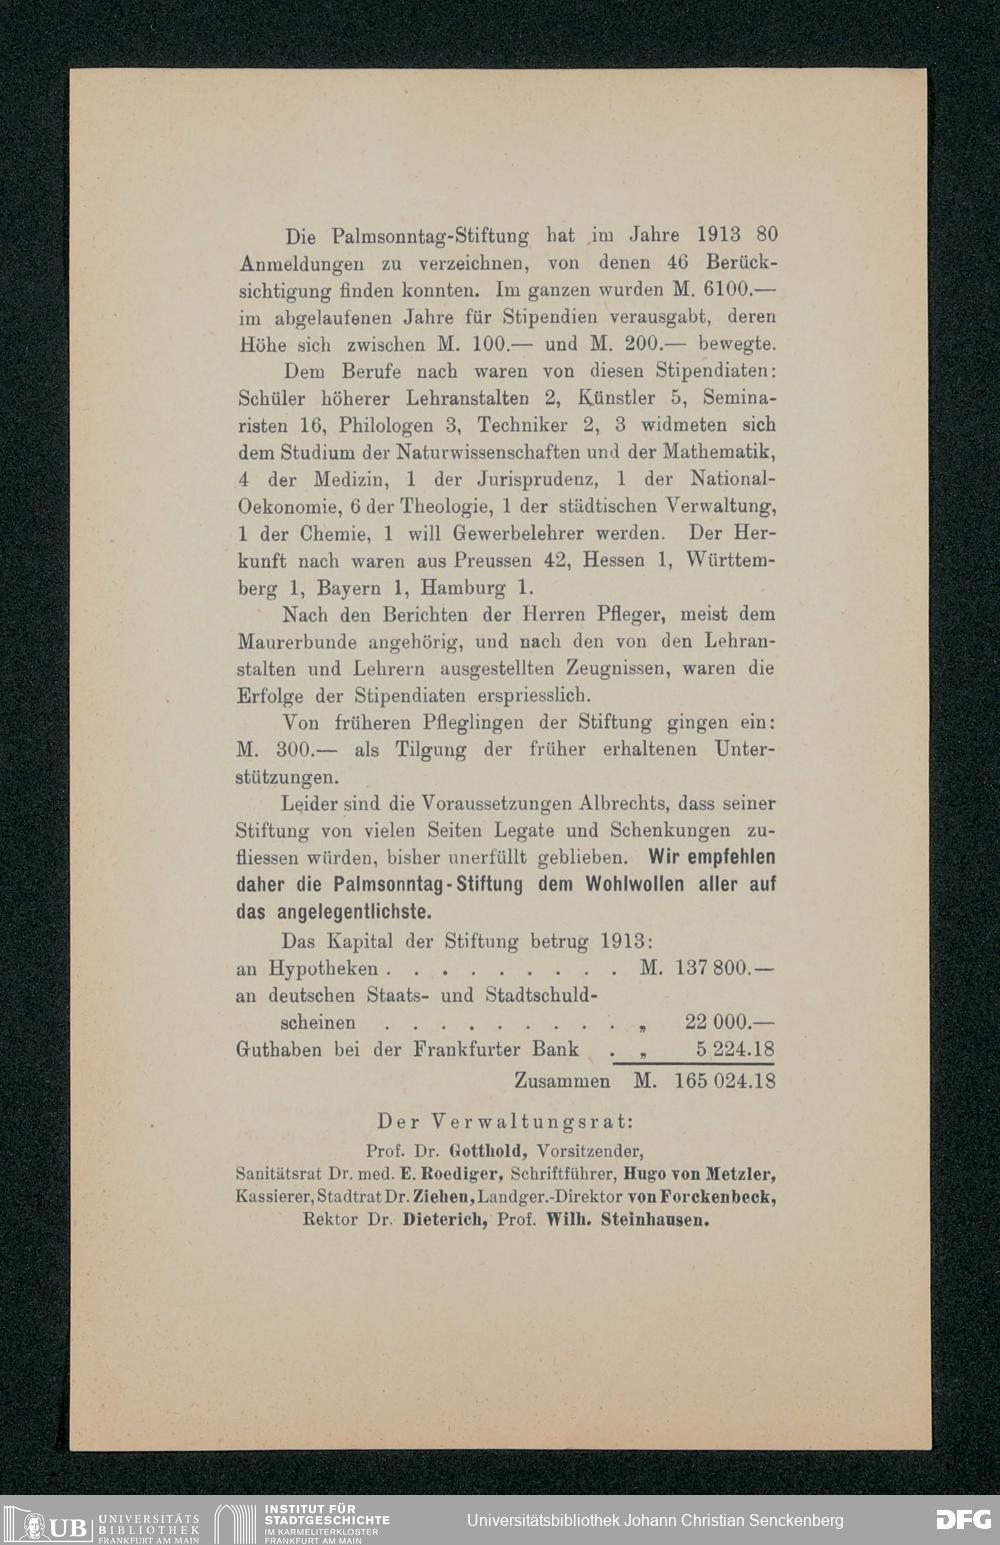 Die Palmsonntag-Stiftung hat im Jahre 1913 80
Anmeldungen zu verzeichnen, von denen 46 Berück-
sichtigung finden konnten. Im ganzen wurden M. 6100.—
im abgelaufenen Jahre für Stipendien verausgabt, deren
Höhe sich zwischen M. 100.— und M. 200.— bewegte.
Dem Berufe nach waren von diesen Stipendiaten:
Schüler höherer Lehranstalten 2, Künstler 5, Semina-
risten 16, Philologen 3, Techniker 2, 3 widmeten sich
dem Studium der Naturwissenschaften und der Mathematik,
4 der Medizin, 1 der Jurisprudenz, 1 der National-
Oekonomie, 6 der Theologie, 1 der städtischen Verwaltung,
1 der Chemie, 1 will Gewerbelehrer werden. Der Her-
kunft nach waren aus Preussen 42, Hessen 1, Württem-
berg 1, Bayern 1, Hamburg 1.
Nach den Berichten der Herren Pfleger, meist dem
Maurerbunde angehörig, und nach den von den Lehran-
stalten und Lehrern ausgestellten Zeugnissen, waren die
Erfolge der Stipendiaten erspriesslich.
Von früheren Pfleglingen der Stiftung gingen ein:
M. 300.— als Tilgung der früher erhaltenen Unter-
stützungen.
Leider sind die Voraussetzungen Albrechts, dass seiner
Stiftung von vielen Seiten Legate und Schenkungen zu-
fliessen würden, bisher unerfüllt geblieben. Wir empfehlen
daher die Palmsonntag-Stiftung dem Wohlwollen aller auf
das angelegentlichste.
Das Kapital der Stiftung betrug 1913:
an Hypotheken . . . . . . . . . M. 137 800.—
an deutschen Staats- und Stadtschuld-
scheinen . . . . . . . . . „ 22 000.—
Guthaben bei der Frankfurter Bank . „ 5 224.18
Zusammen M. 165 024.18
Der Verwaltungsrat:
Prof. Dr. Gotthold, Vorsitzender,
Sanitätsrat Dr. med. E. Roediger, Schriftführer, Hugo von Metzler,
Kassierer, Stadtrat Dr. Ziehen, Landger.-Direktor von Forckenbeck,
Rektor Dr. Dieterich, Prof. Wilh. Steinhausen.
UB UNIVERSITÄTS
BIBLIOTHEK
FRANKFURT AM MAIN
INSTITUT FÜR
STADTGESCHICHTE
IM KARMELITERKLOSTER
FRANKFURT AM MAIN
Universitätsbibliothek Johann Christian Senckenberg
DFG